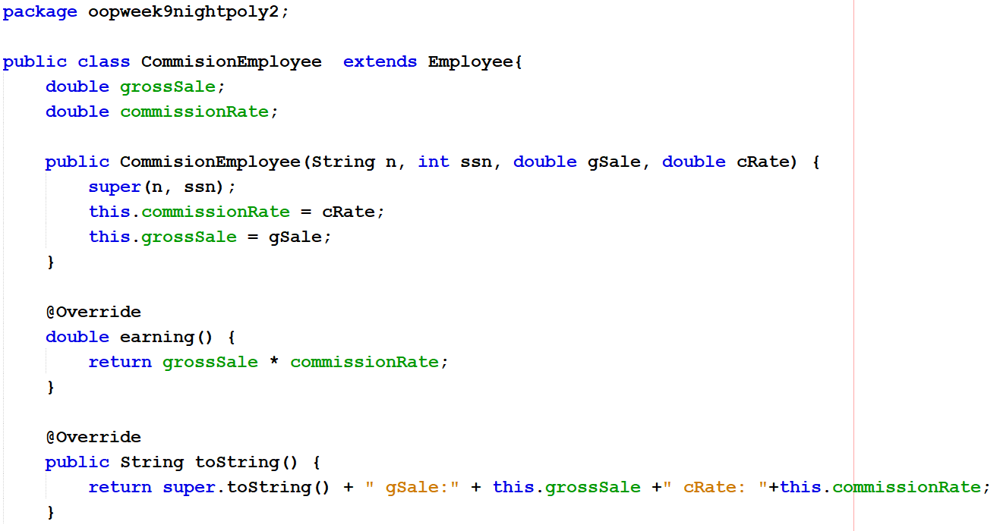 package oopweek9nightpoly2;
public class CommisionEmployee  extends Employee{
double grossSale;
double commissionRate;
public CommisionEmployee(String n, int ssn, double gSale, double cRate) {
super(n, ssn);
this.commissionRate = cRate;
this.grossSale = gSale;
}
@Override
double earning() {
return grossSale * commissionRate;
}
@Override
public String toString() {
return super.toString() + " gSale:" + this.grossSale +" cRate: "+this.commissionRate;
}